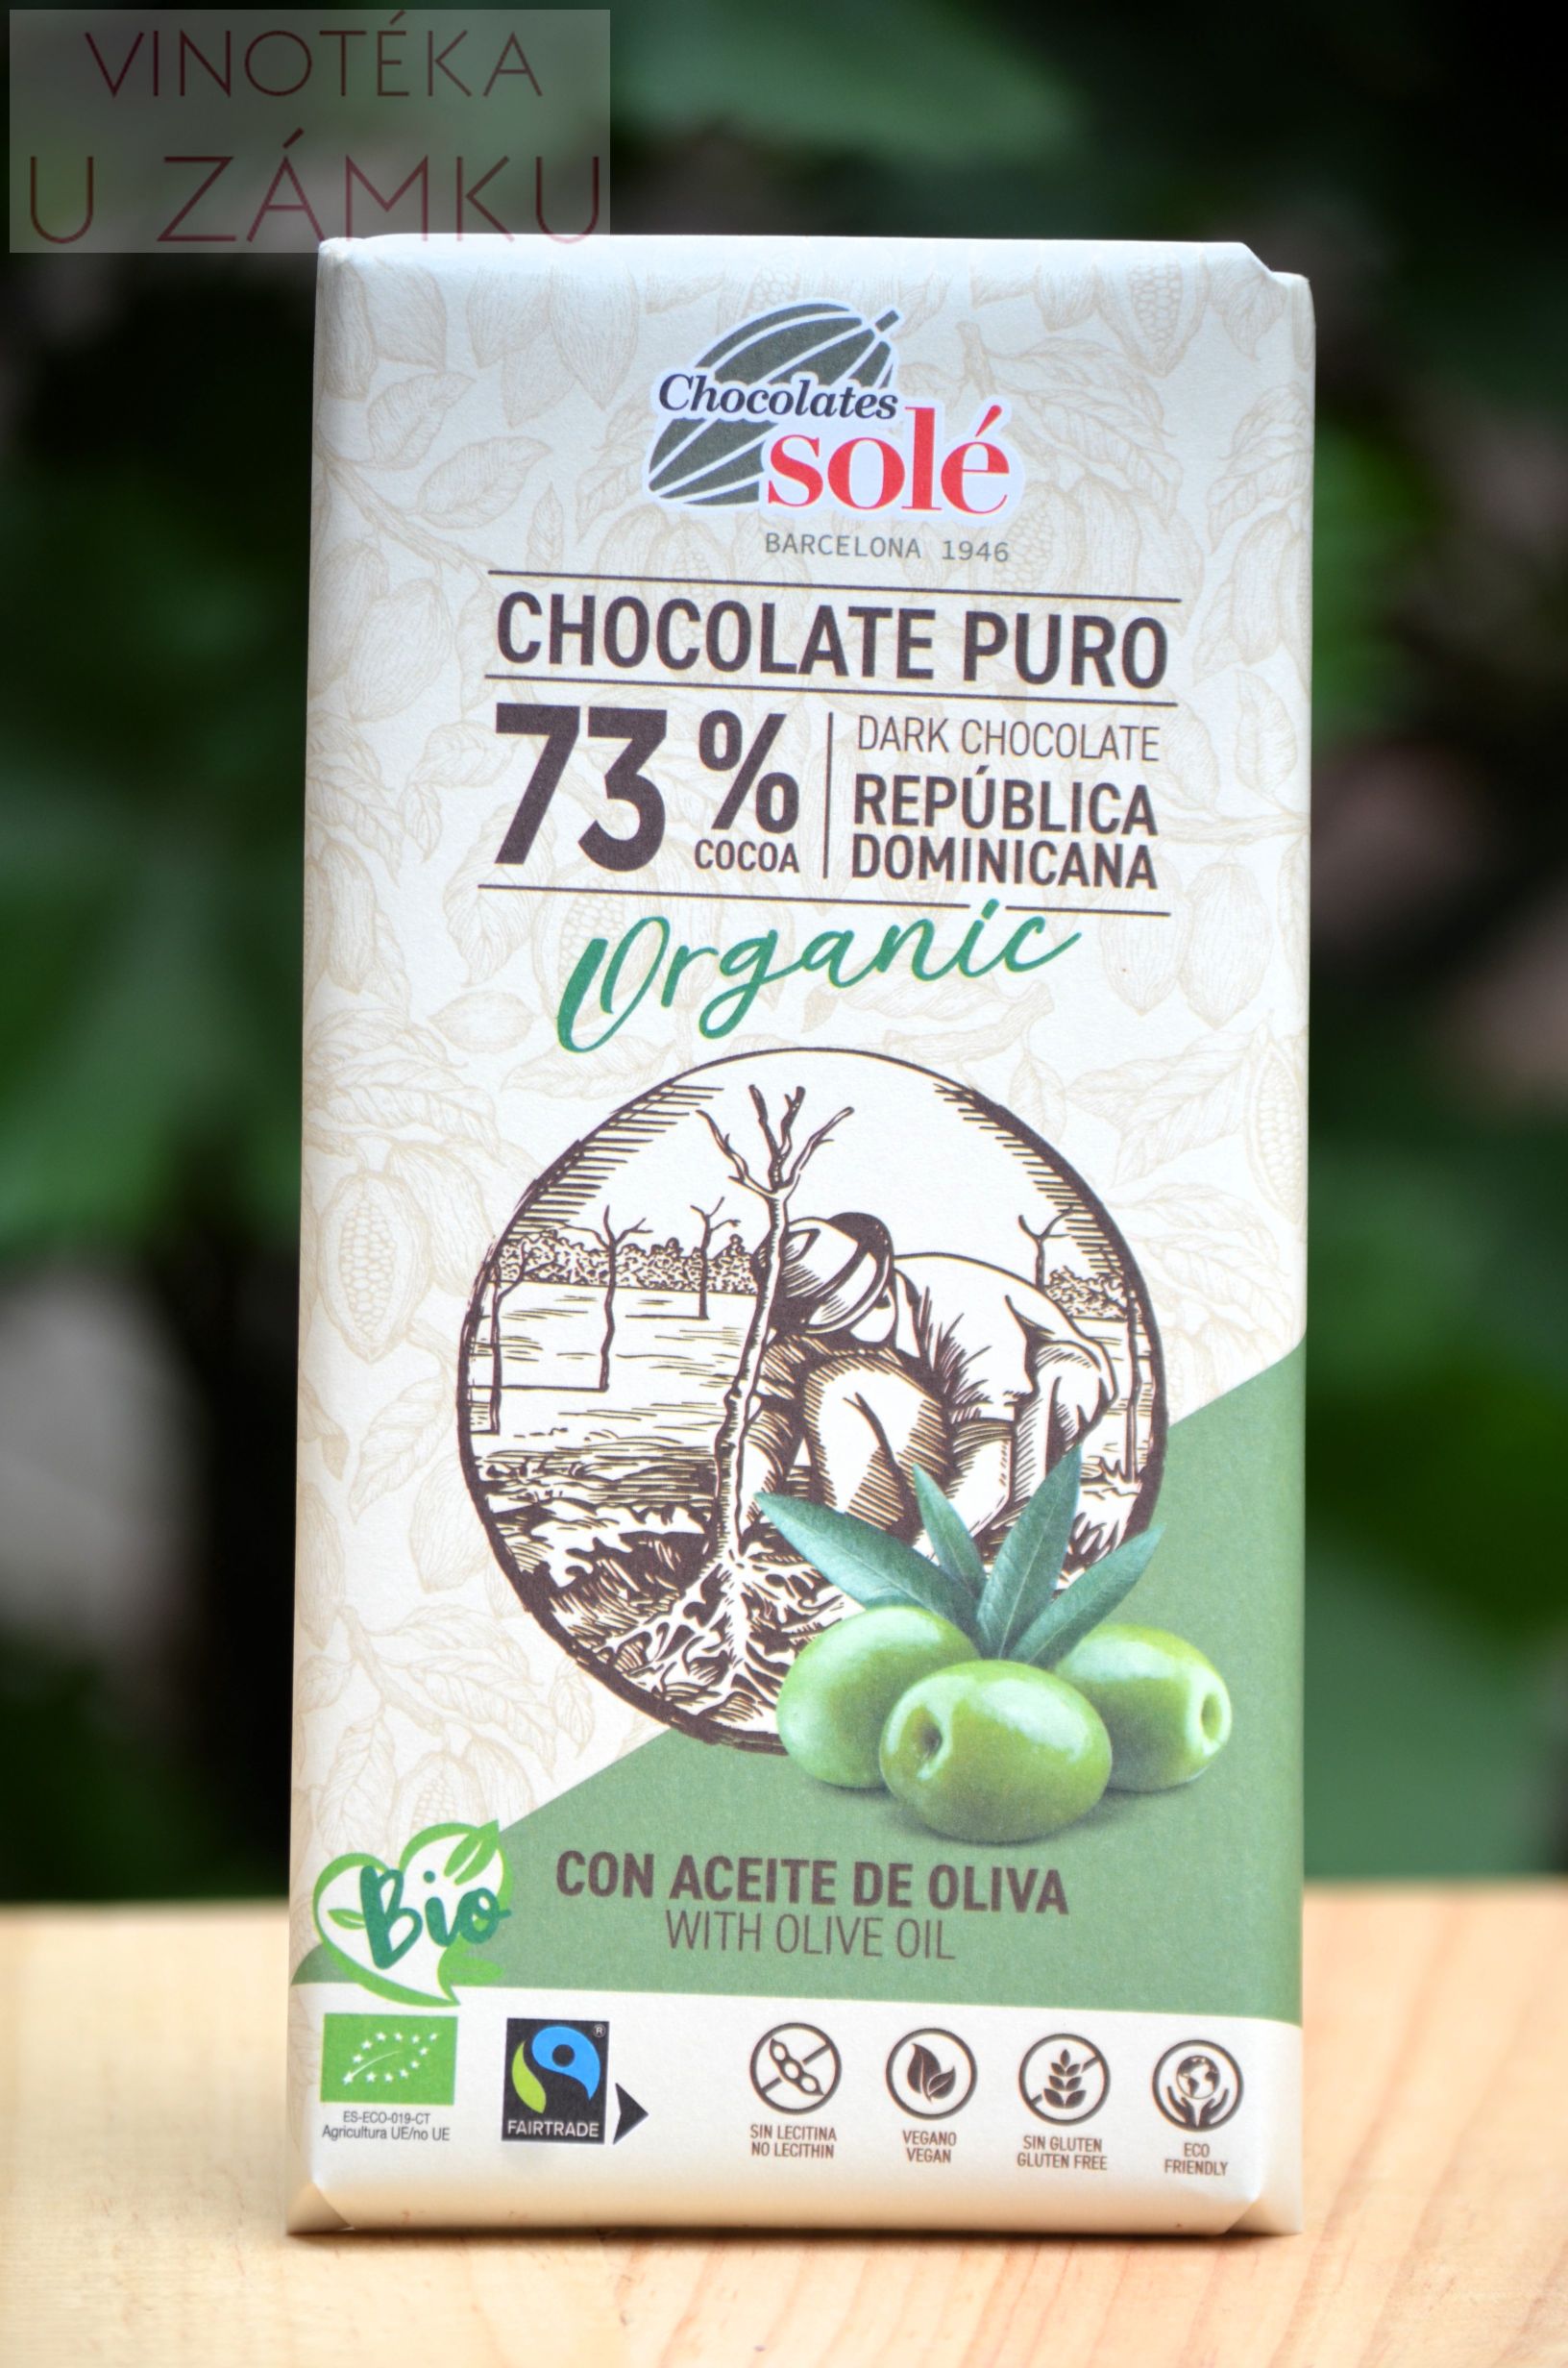 VINOTÉKA
U ZÁMKU
Chocolates
solé
BARCELONA 1946
CHOCOLATE PURO
73%
COCOA
DARK CHOCOLATE
REPÚBLICA
DOMINICANA
Organic
Bio
CON ACEITE DE OLIVA
WITH OLIVE OIL
ES-ECO-019-CT
Agricultura UE/no UE
®
FAIRTRADE
SIN LECITINA
NO LECITHIN
VEGANO
VEGAN
SIN GLUTEN
GLUTEN FREE
ECO
FRIENDLY